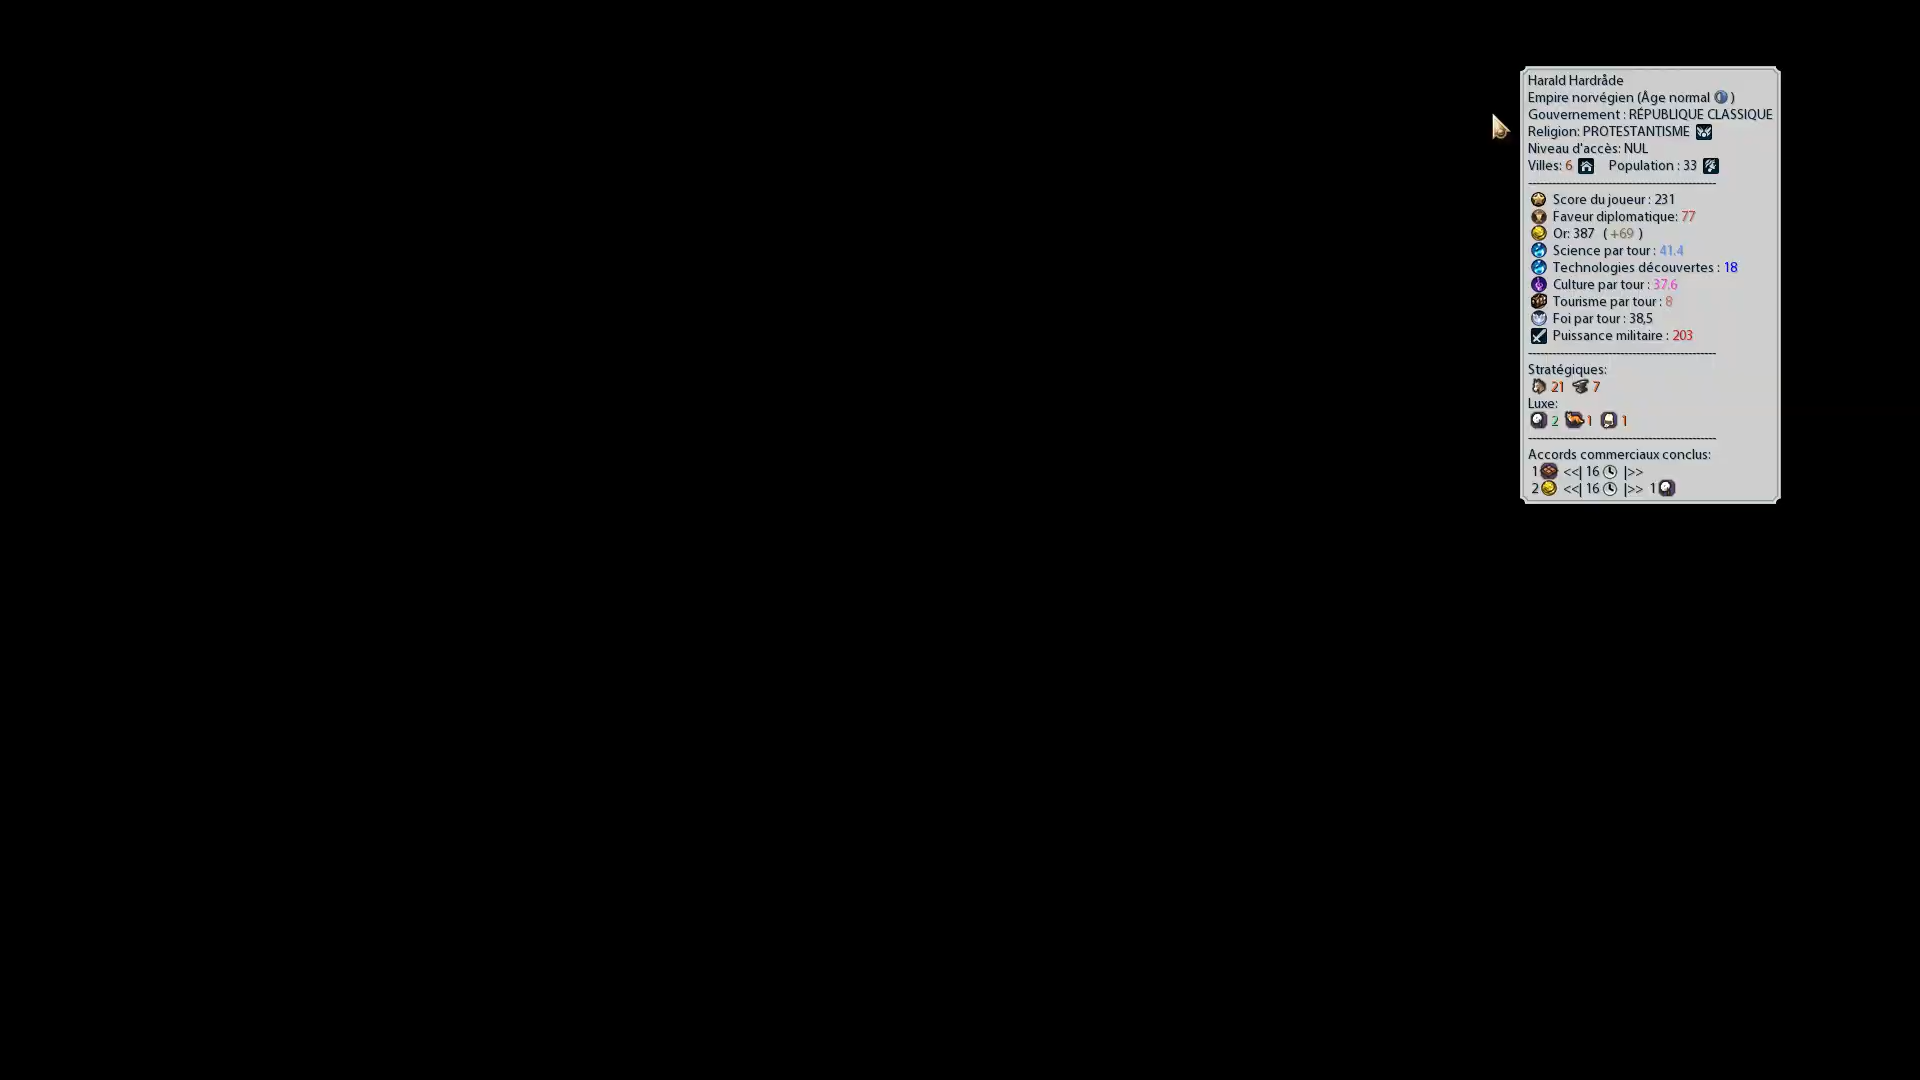 Harald Hardråde
Empire norvégien (Âge normal )
Gouvernement : RÉPUBLIQUE CLASSIQUE
Religion: PROTESTANTISME
Niveau d'accès: NUL
Villes: 6 Population : 33
------------------------------------------------
Score du joueur : 231
Faveur diplomatique: 77
Or: 387 ( +69 )
Science par tour : 41.4
Technologies découvertes : 18
Culture par tour : 37.6
Tourisme par tour : 8
Foi par tour : 38,5
Puissance militaire : 203
------------------------------------------------
Stratégiques:
21 7
Luxe:
2 1 1
------------------------------------------------
Accords commerciaux conclus:
1 <<| 16 |>>
2 <<| 16 |>> 1